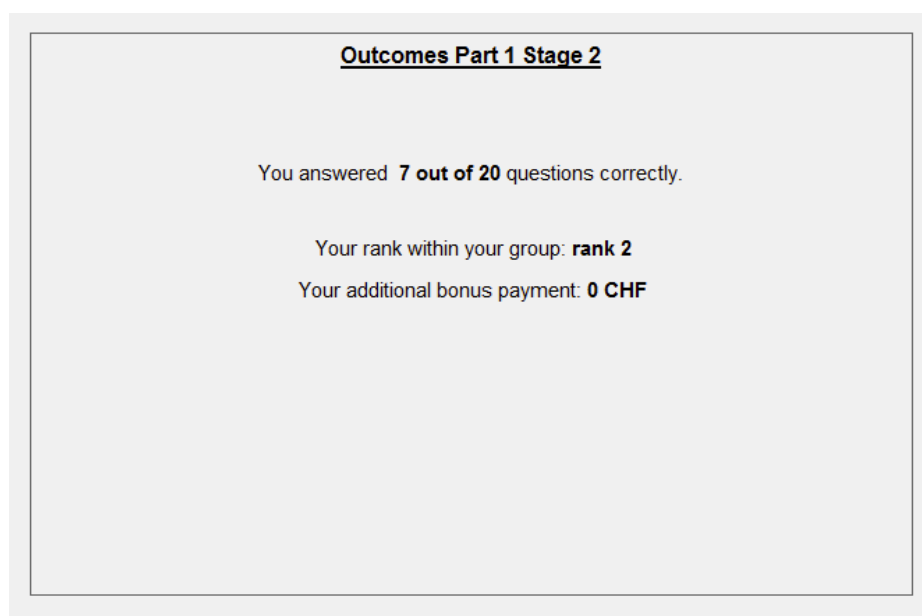 Outcomes Part 1 Stage 2
You answered 7 out of 20 questions correctly.
Your rank within your group: rank 2
Your additional bonus payment: 0 CHF